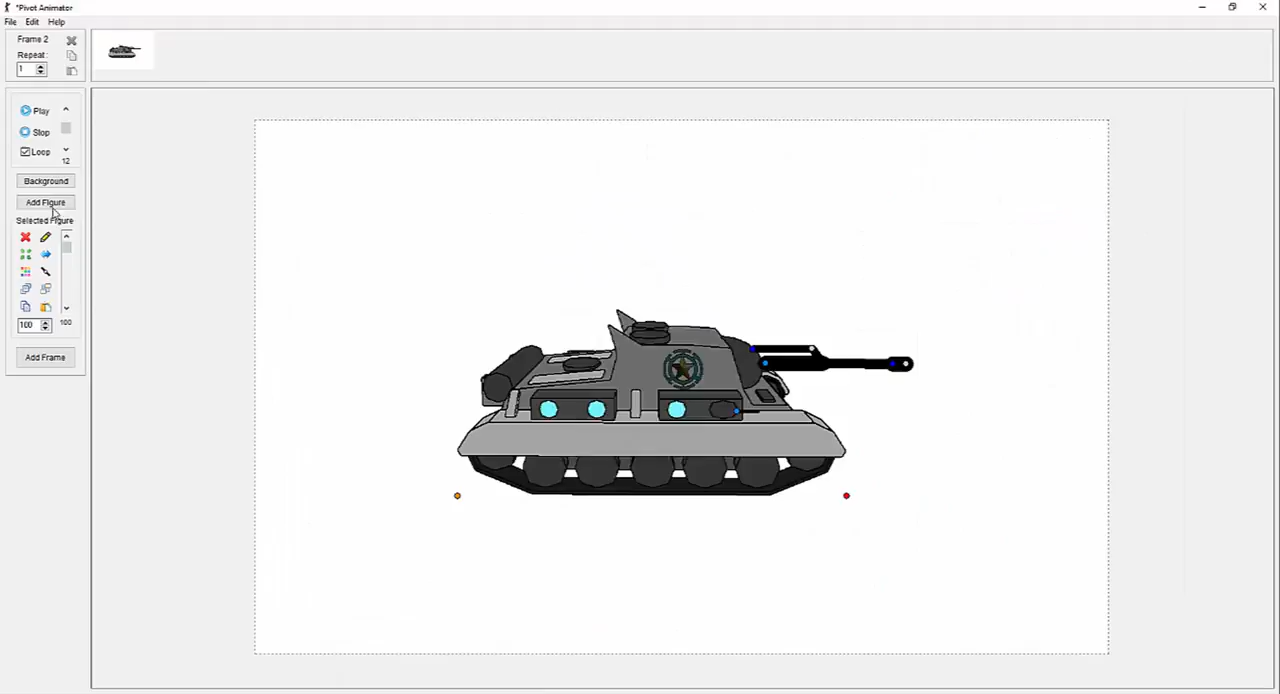 *Pivot Animator
File Edit Help
Frame 2
Repeat:
1
Play
Stop
Loop
12
Background
Add Figure
Selected Figure
100
100
Add Frame